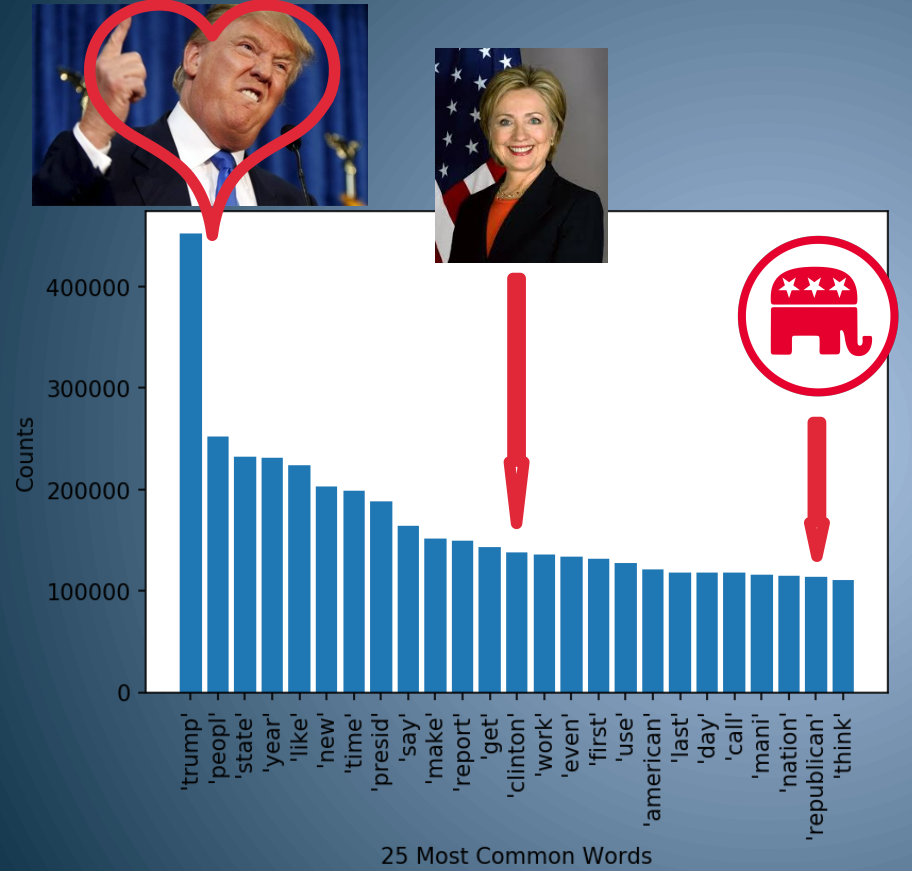 400000
300000
200000
100000
0
Counts
'trump'
'peopl'
'state'
'year'
'like'
'new'
'time'
'presid'
'say'
'make'
'report'
'get'
'clinton'
'work'
'even'
'first'
'use'
'american'
'last'
'day'
'call'
'mani'
'nation'
'republican'
'think'
25 Most Common Words